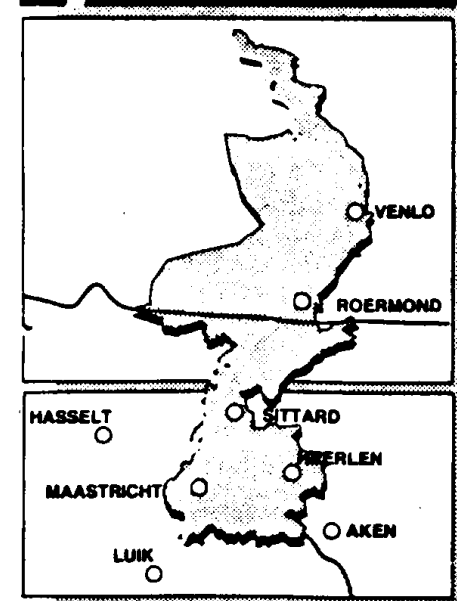 VENLO
ROERMOND
HASSELT
SITTARD
HEERLEN
MAASTRICHT
AKEN
LUIK